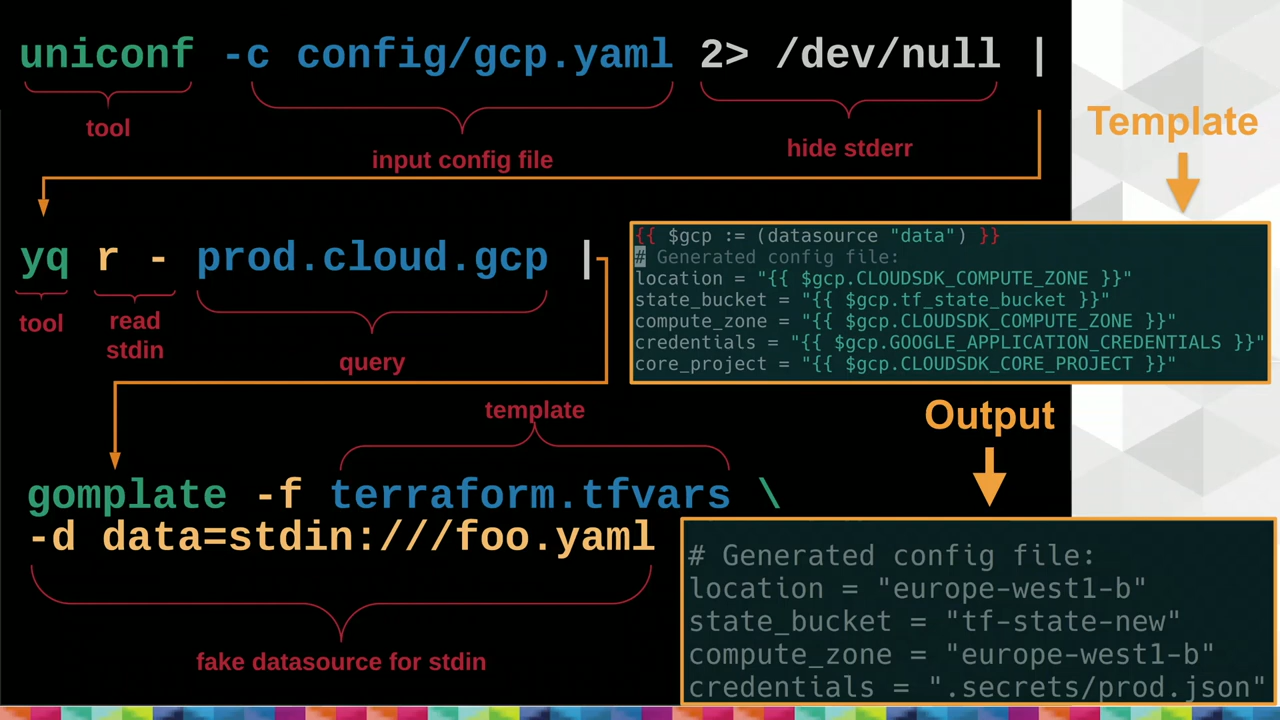 uniconf -c config/gcp.yaml 2> /dev/null |
tool
input config file
hide stderr
Template
yq r - prod.cloud.gcp |
tool
read
stdin
query
{{ $gcp := (datasource "data") }}
# Generated config file:
location = "{{ $gcp.CLOUDSDK_COMPUTE_ZONE }}"
state_bucket = "{{ $gcp.tf_state_bucket }}"
compute_zone = "{{ $gcp.CLOUDSDK_COMPUTE_ZONE }}"
credentials = "{{ $gcp.GOOGLE_APPLICATION_CREDENTIALS }}"
core_project = "{{ $gcp.CLOUDSDK_CORE_PROJECT }}"
template
gomplate -f terraform.tfvars \
-d data=stdin:///foo.yaml
fake datasource for stdin
Output
# Generated config file:
location = "europe-west1-b"
state_bucket = "tf-state-new"
compute_zone = "europe-west1-b"
credentials = ".secrets/prod.json"